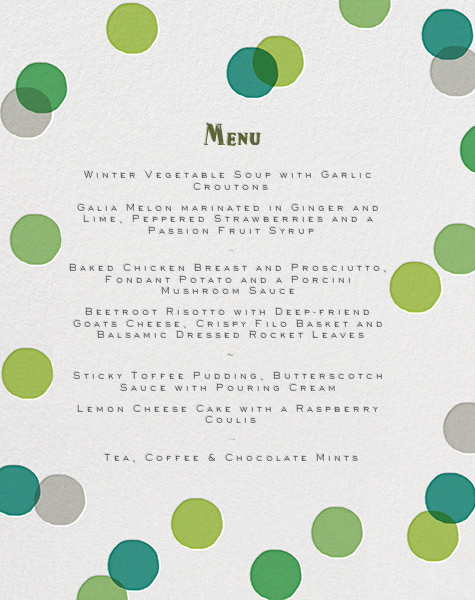 Menu
Winter Vegetable Soup with Garlic
Croutons
Galia Melon marinated in Ginger and
Lime, Peppered Strawberries and a
Passion Fruit Syrup
~
Baked Chicken Breast and Prosciutto,
Fondant Potato and a Porcini
Mushroom Sauce
Beetroot Risotto with Deep-friend
Goats Cheese, Crispy Filo Basket and
Balsamic Dressed Rocket Leaves
~
Sticky Toffee Pudding, Butterscotch
Sauce with Pouring Cream
Lemon Cheese Cake with a Raspberry
Coulis
~
Tea, Coffee & Chocolate Mints